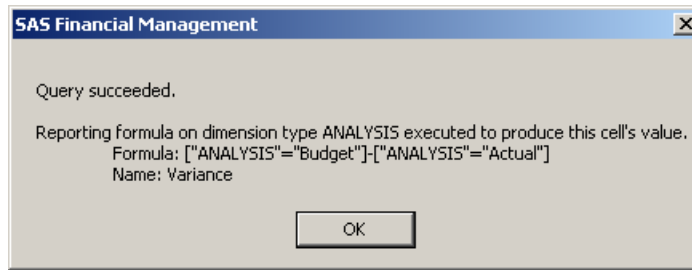 SAS Financial Management
Query succeeded.
Reporting formula on dimension type ANALYSIS executed to produce this cell's value.
Formula: ["ANALYSIS"="Budget"]-["ANALYSIS"="Actual"]
Name: Variance
OK